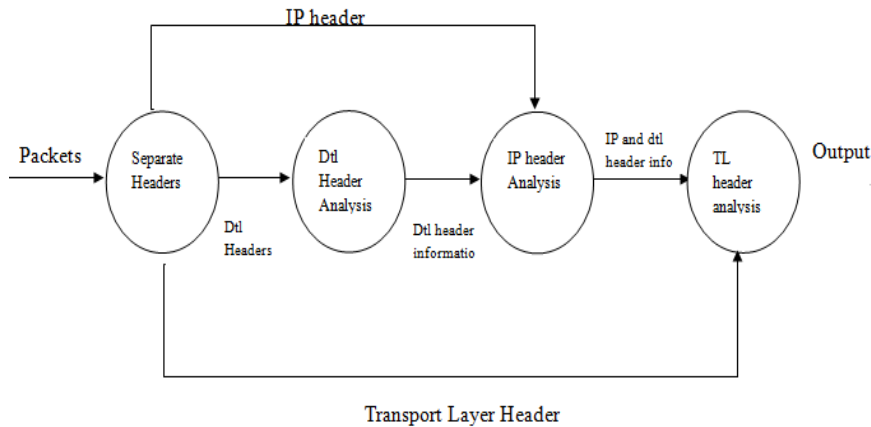 IP header
Packets
Separate
Headers
Dtl
Header
Analysis
IP header
Analysis
IP and dtl
header info
TL
header
analysis
Output
Dtl
Headers
Dtl header
informatio
Transport Layer Header